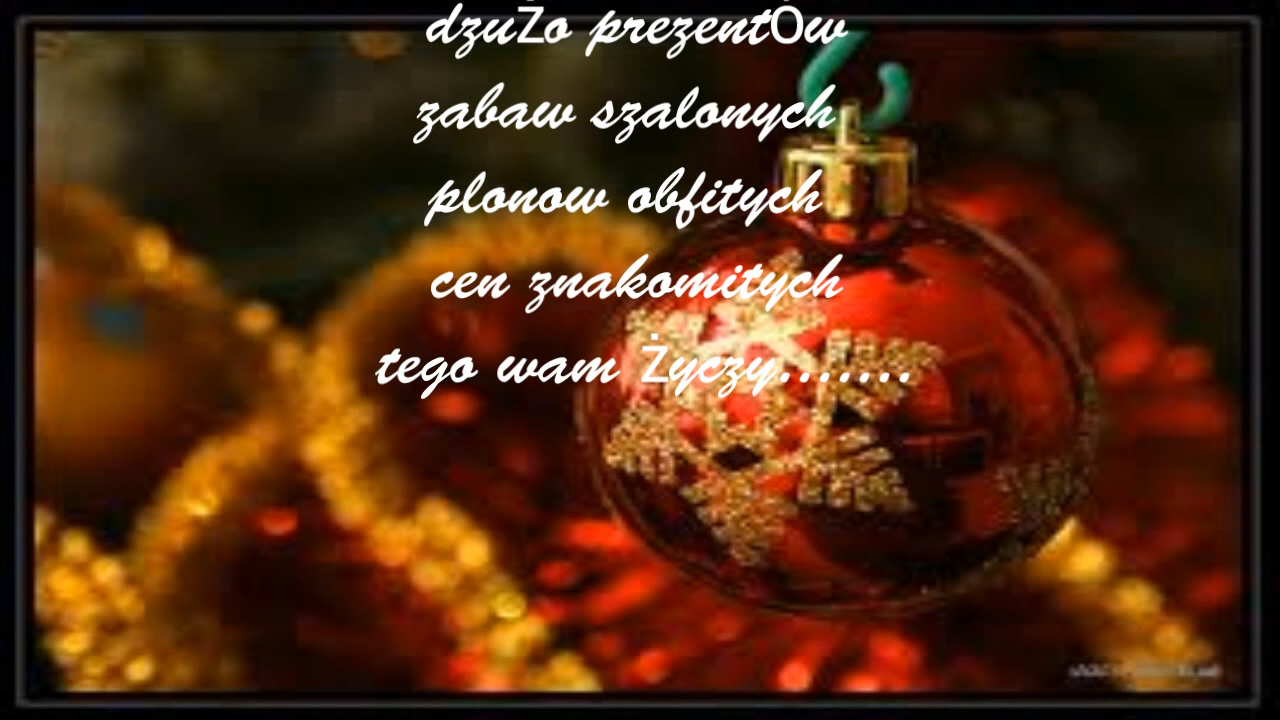 dzuŻo prezentÓw
zabaw szalonych
plonow obfitych
cen znakomitych
tego wam Życzy.......